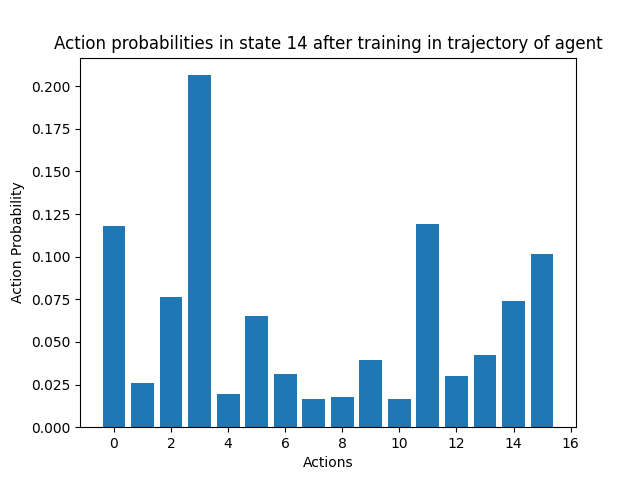 Action probabilities in state 14 after training in trajectory of agent
0.200
0.175
0.150
0.125
0.100
0.075
0.050
0.025
0.000
Action Probability
0 2 4 6 8 10 12 14 16
Actions